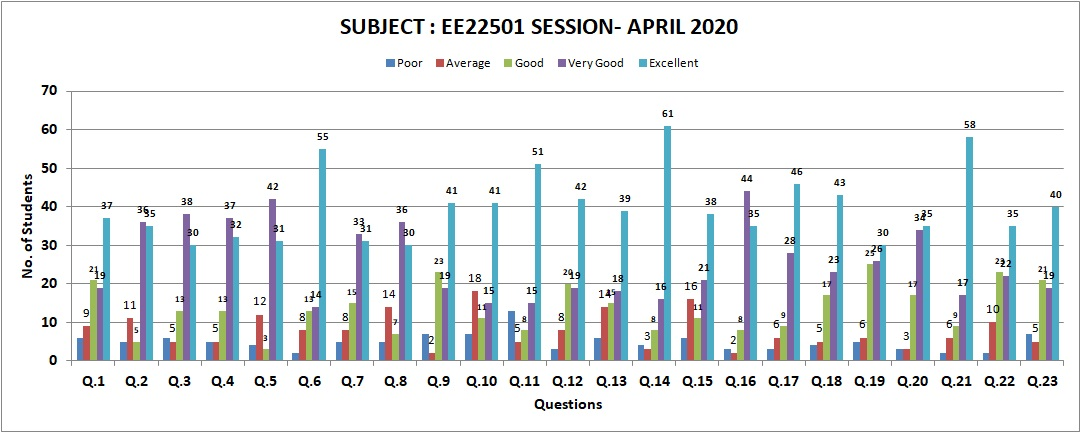 SUBJECT : EE22501 SESSION- APRIL 2020
Poor Average Good Very Good Excellent
70
60
50
40
30
20
10
0
No. of Students
9 21 19 37
11 5 36 35
5 13 38 30
5 13 37 32
12 3 42 31
8 13 14 55
8 15 33 31
14 7 36 30
2 23 19 41
18 11 15 41
5 8 15 51
8 20 19 42
14 15 18 39
3 8 16 61
16 11 21 38
2 8 44 35
6 9 28 46
5 17 23 43
6 25 26 30
3 17 34 35
6 9 17 58
10 23 22 35
5 21 19 40
Q.1 Q.2 Q.3 Q.4 Q.5 Q.6 Q.7 Q.8 Q.9 Q.10 Q.11 Q.12 Q.13 Q.14 Q.15 Q.16 Q.17 Q.18 Q.19 Q.20 Q.21 Q.22 Q.23
Questions